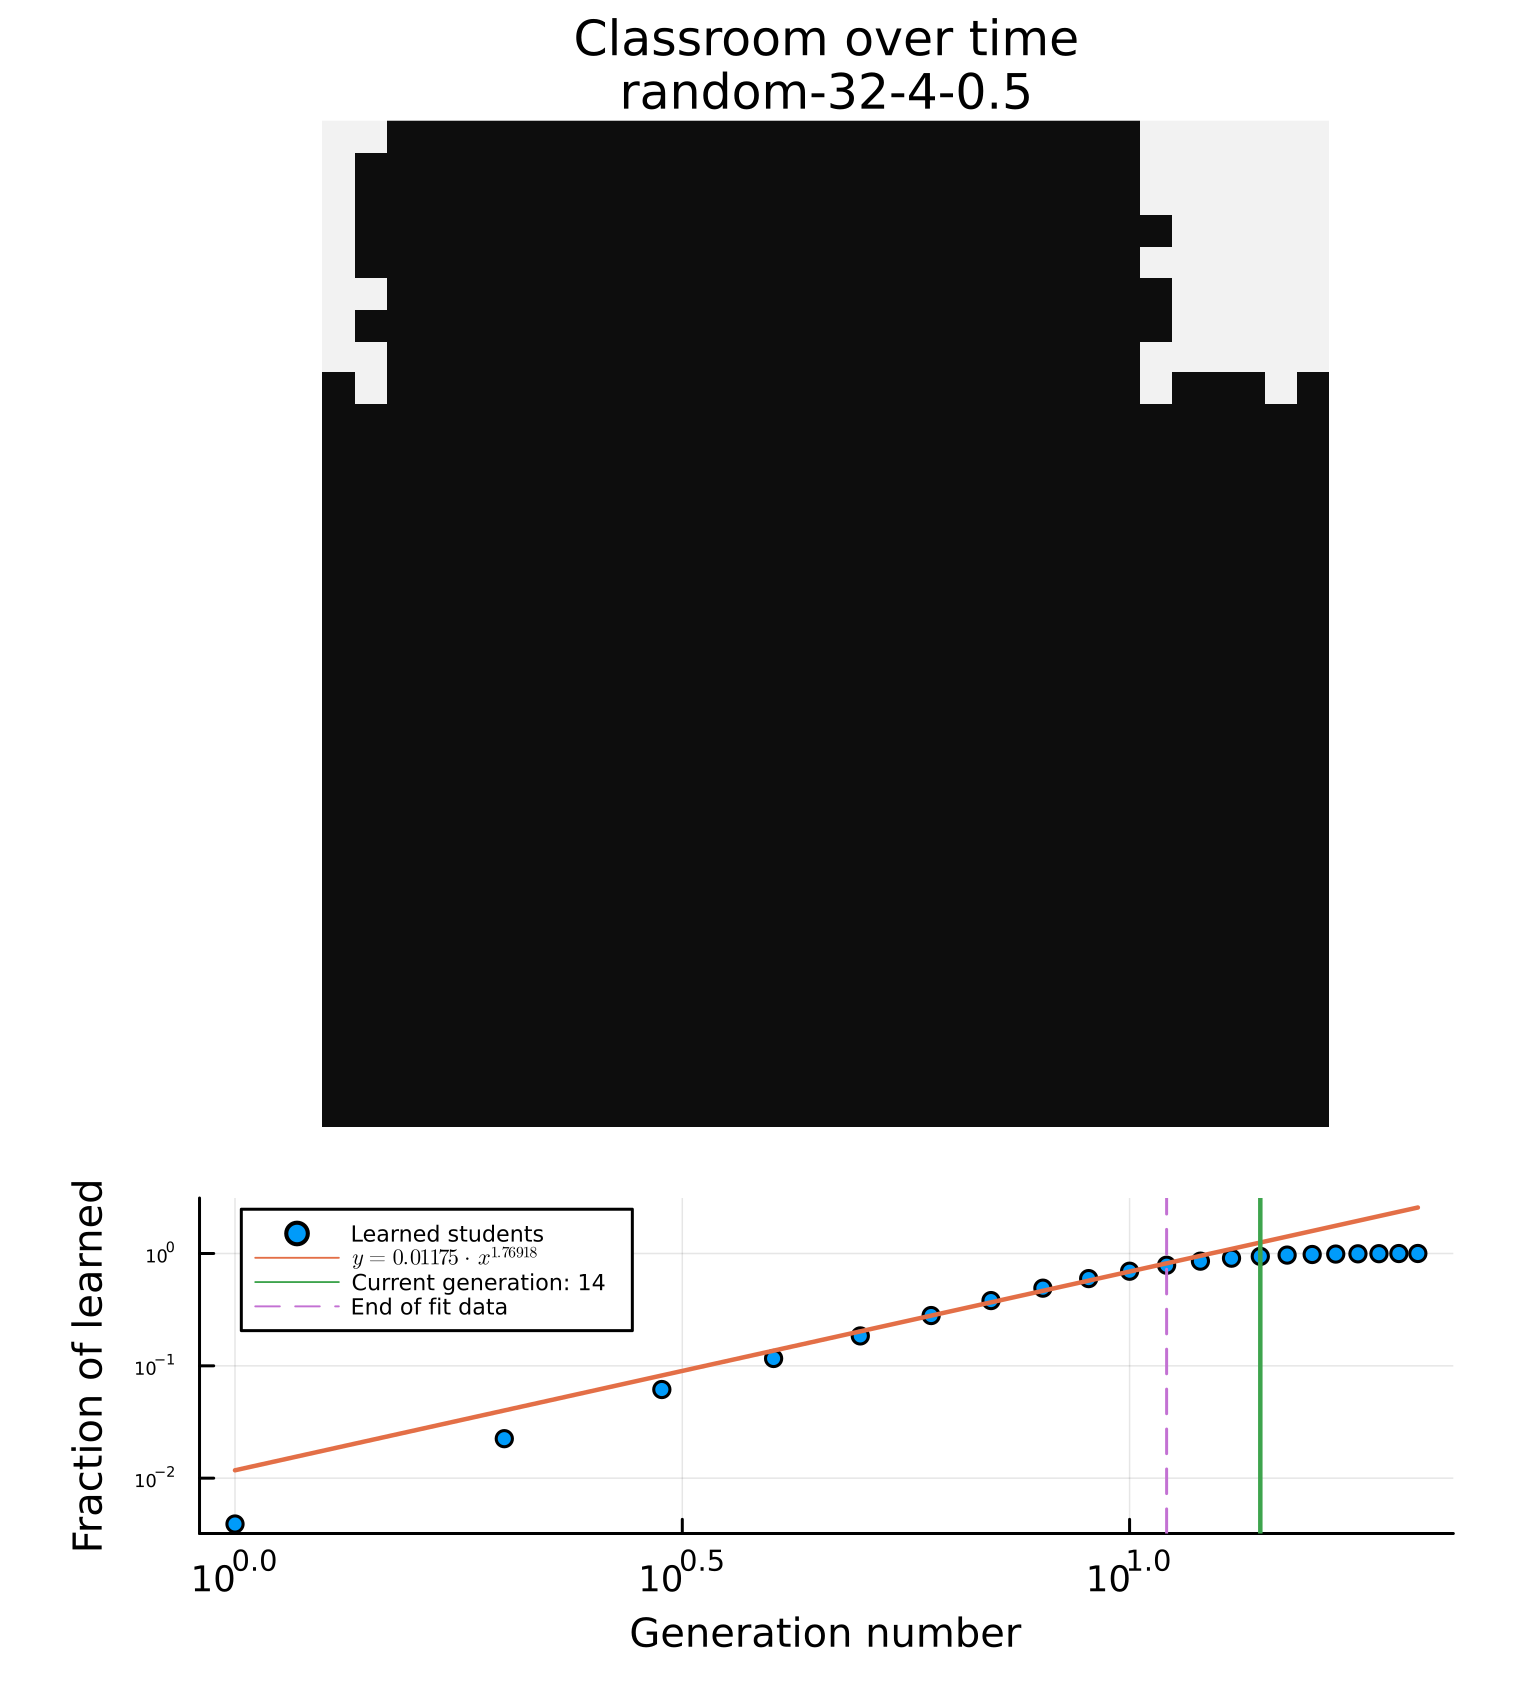 Classroom over time
random-32-4-0.5
Fraction of learned
10^0
10^-1
10^-2
Learned students
y = 0.01175 · x^1.76918
Current generation: 14
End of fit data
10^0.0
10^0.5
10^1.0
Generation number